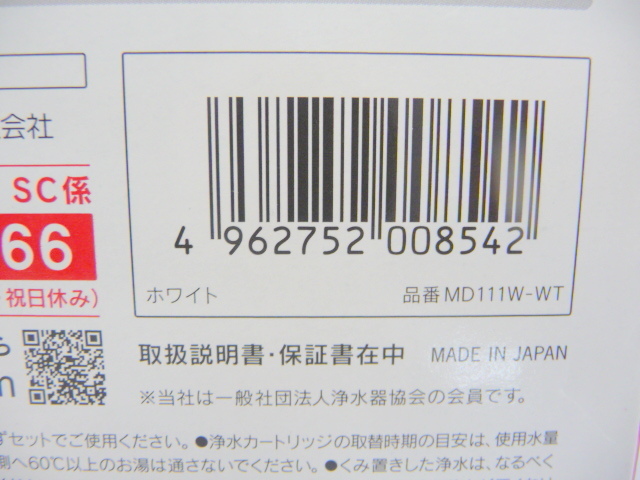 会社
SC係
66
祝日休み)
4 962752 008542
ホワイト 品番 MD111W-WT
取扱説明書・保証書在中 MADE IN JAPAN
※当社は一般社団法人浄水器協会の会員です。
ずセットでご使用ください。●浄水カートリッジの取替時期の目安は、使用水量
側へ60℃以上のお湯は通さないでください。●くみ置きした浄水は、なるべく